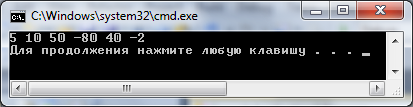 C:\Windows\system32\cmd.exe
5 10 50 -80 40 -2
Для продолжения нажмите любую клавишу . . . _